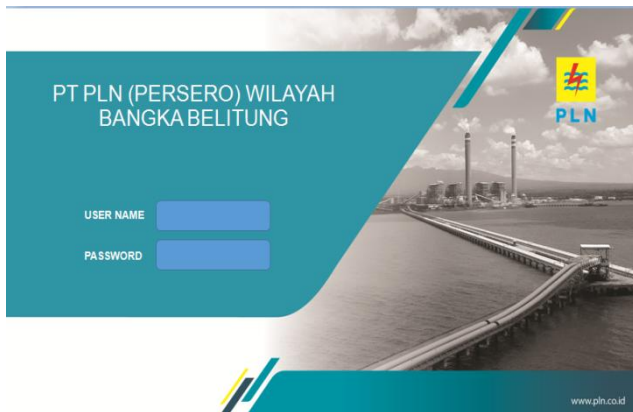 PT PLN (PERSERO) WILAYAH
BANGKA BELITUNG
PLN
USER NAME
PASSWORD
www.pln.co.id